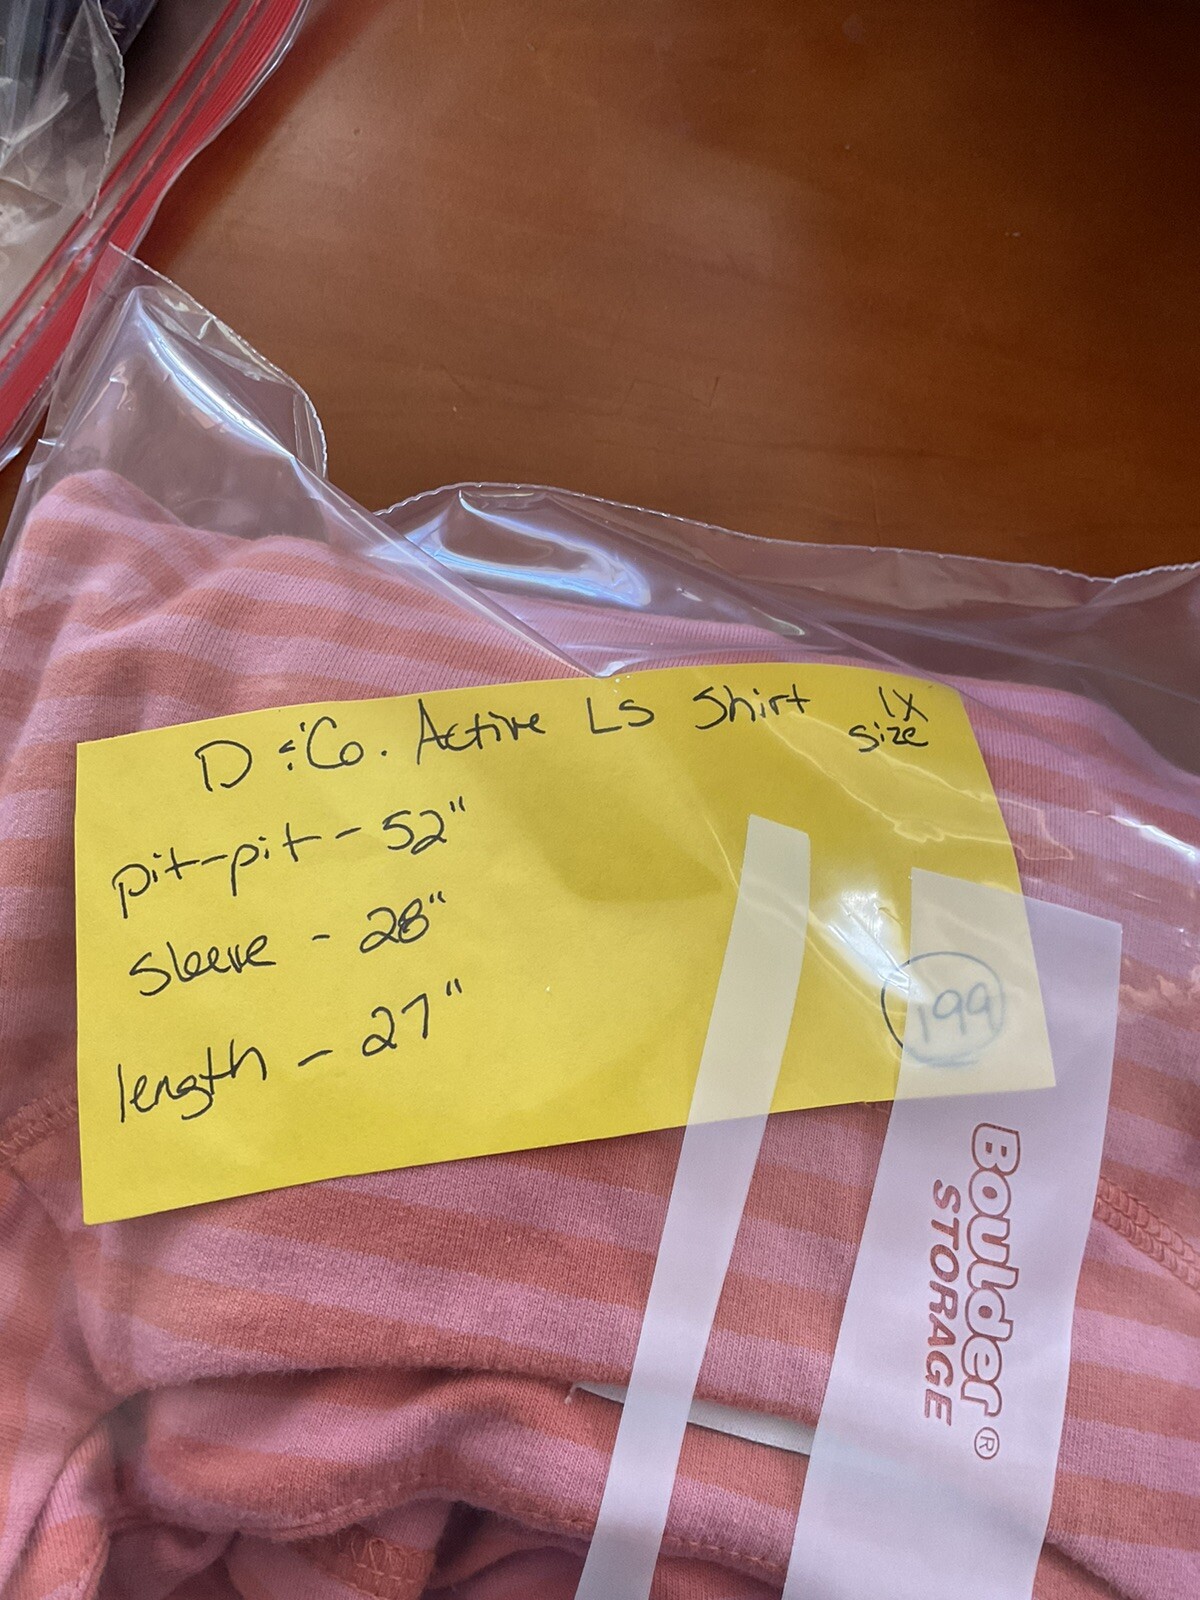 D & Co. Active LS Shirt 1X
size
pit-pit - 52"
sleeve - 28"
length - 27"
199
Boulder®
STORAGE